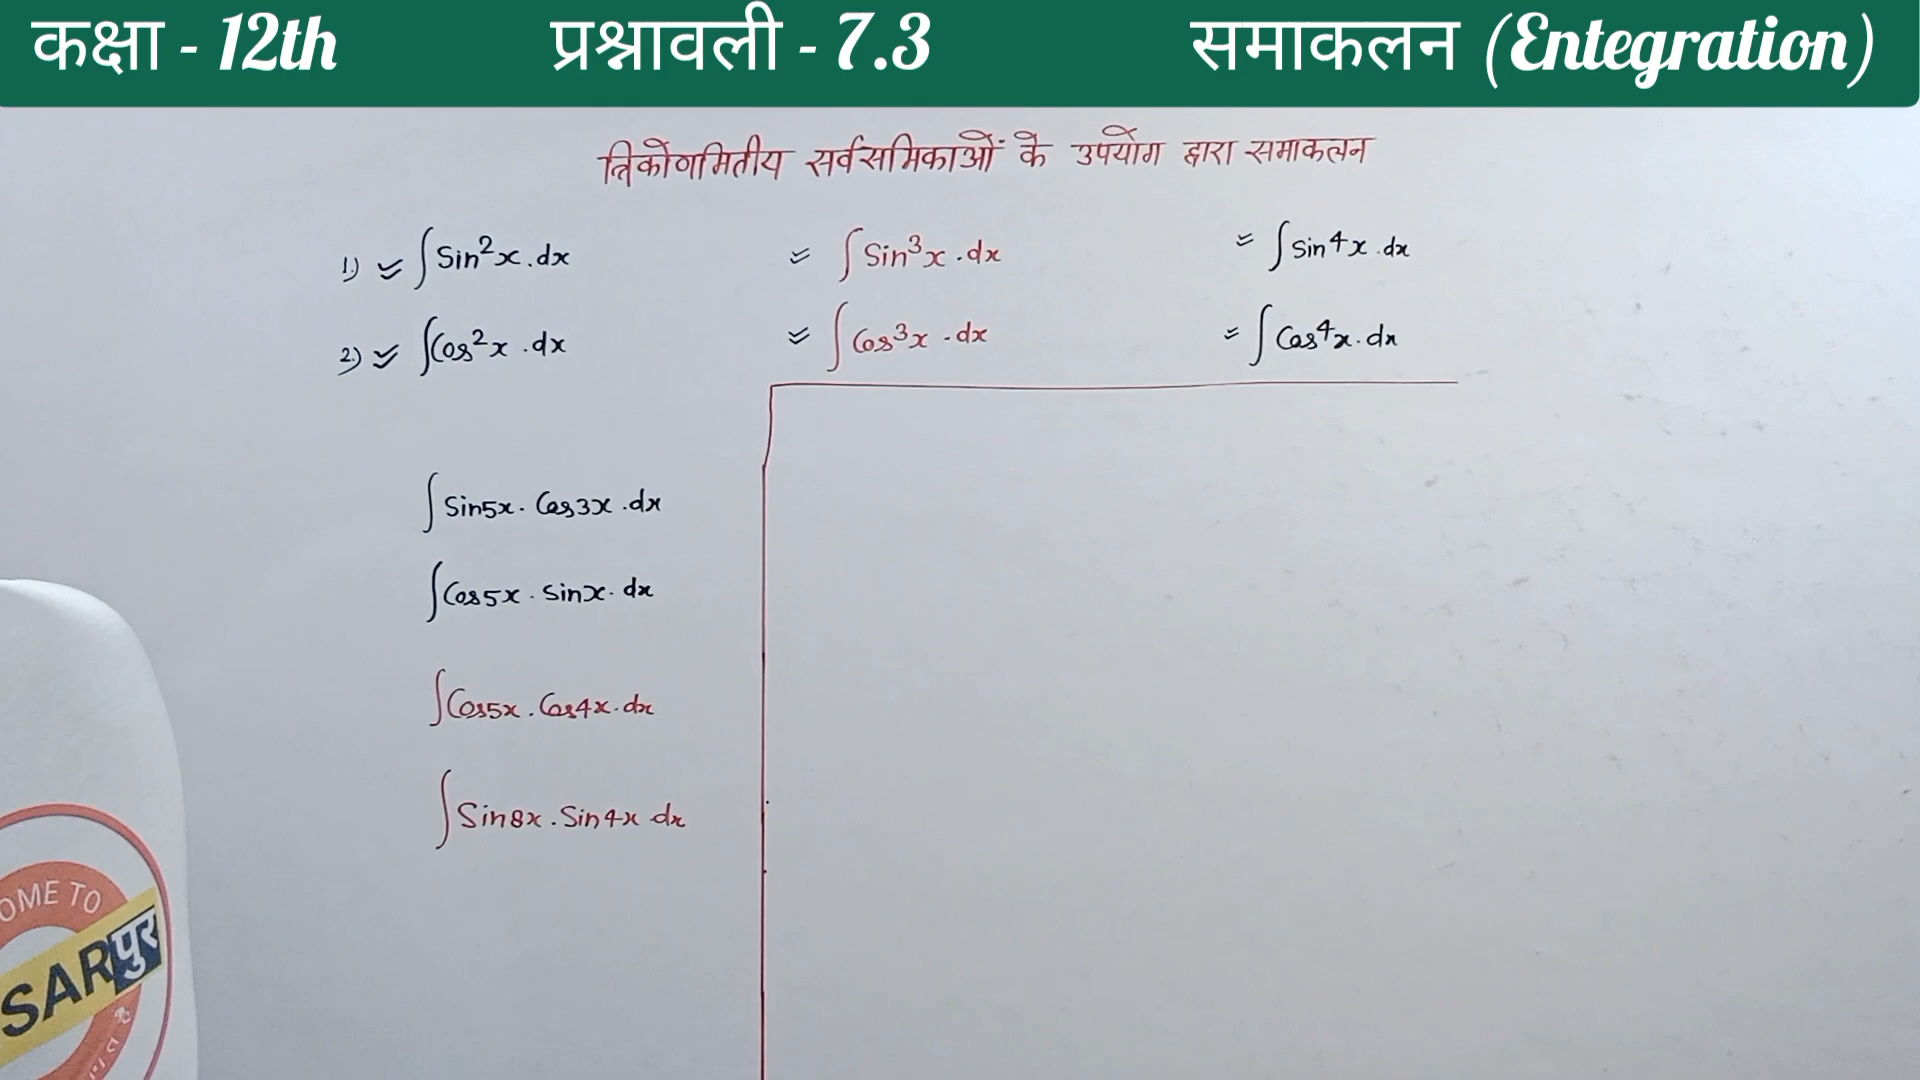 कक्षा - 12th प्रश्नावली - 7.3 समाकलन (Entegration)
त्रिकोणमितीय सर्वसमिकाओं के उपयोग द्वारा समाकलन
1.) ∫Sin²x.dx = ∫Sin³x.dx = ∫Sin⁴x.dx
2.) ∫Cos²x.dx = ∫Cos³x.dx = ∫Cos⁴x.dx
∫Sin5x.Cos3x.dx
∫Cos5x.Sinx.dx
∫Cos5x.Cos4x.dx
∫Sin8x.Sin4x dx
OME TO
SARपुर